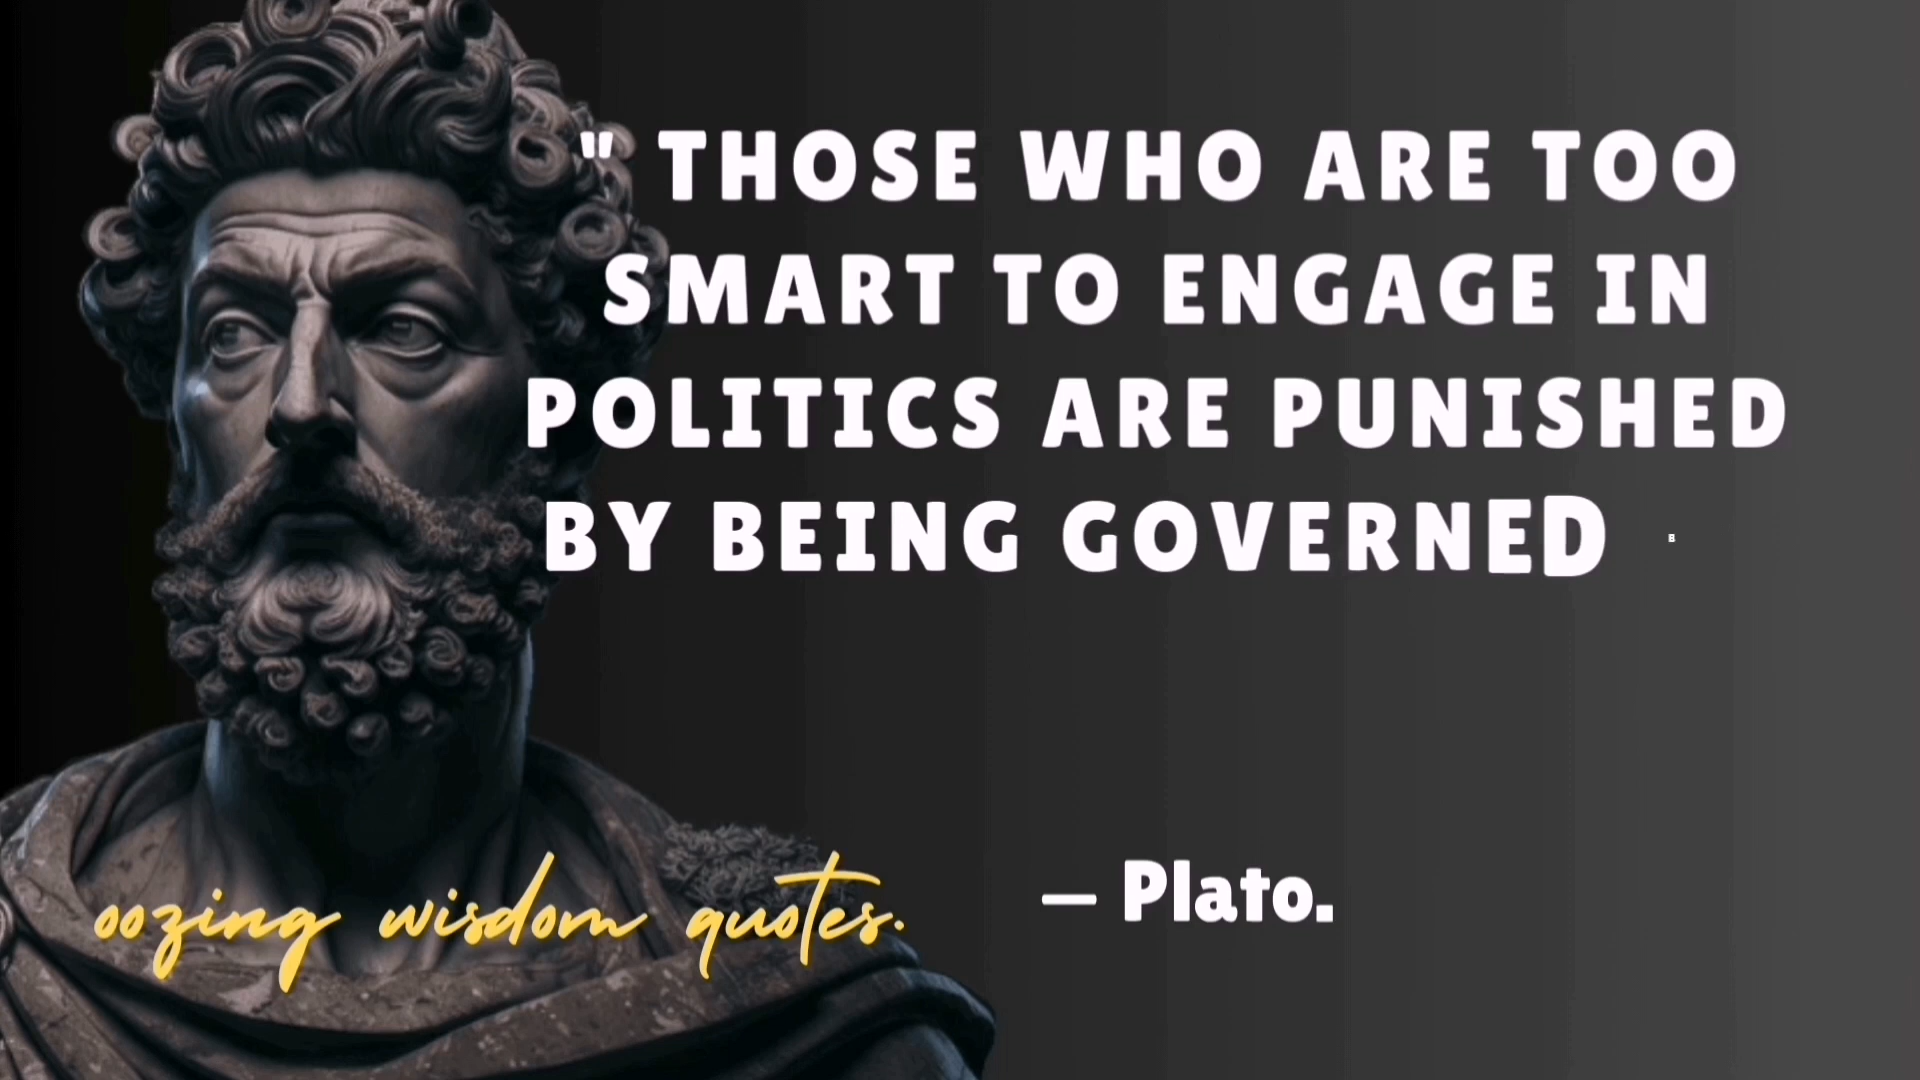 " THOSE WHO ARE TOO
SMART TO ENGAGE IN
POLITICS ARE PUNISHED
BY BEING GOVERNED B
— Plato.
oozing wisdom quotes.